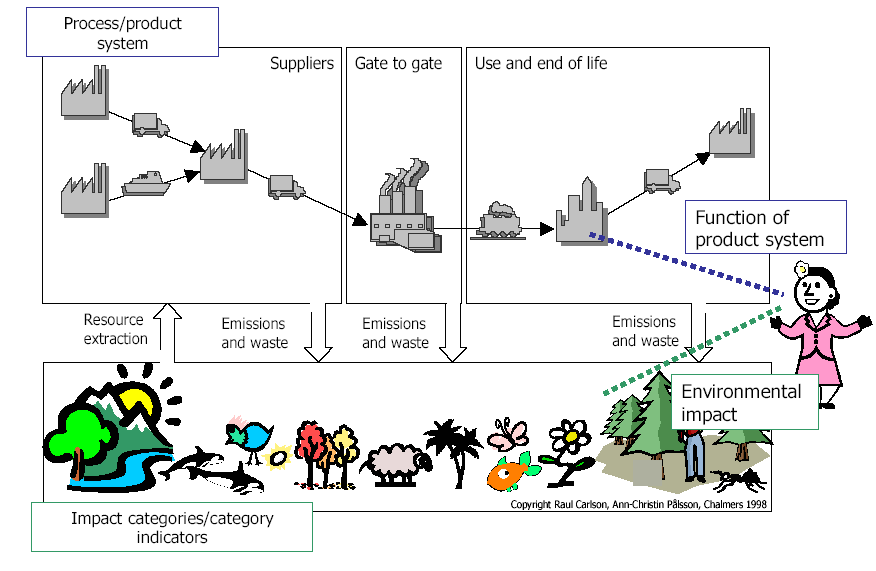 Process/product
system
Suppliers
Gate to gate
Use and end of life
Function of
product system
Resource
extraction
Emissions
and waste
Emissions
and waste
Emissions
and waste
Environmental
impact
Copyright Raul Carlson, Ann-Christin Pålsson, Chalmers 1998
Impact categories/category
indicators